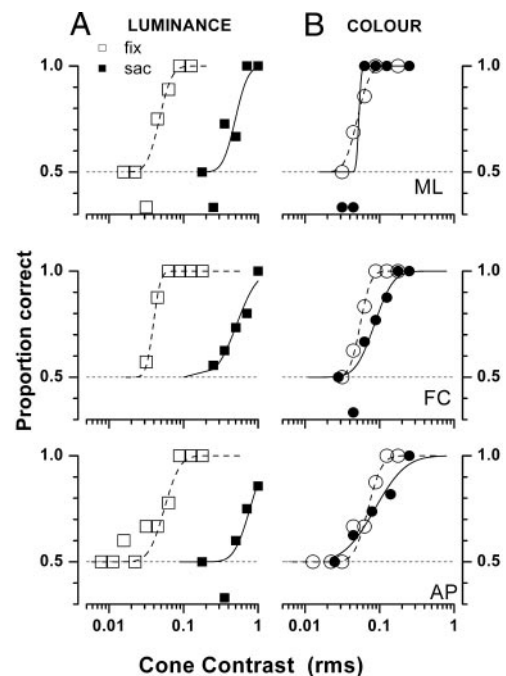 A LUMINANCE B COLOUR
fix
sac
1.0 1.0
0.5 0.5
ML
1.0 1.0
0.5 0.5
FC
1.0 1.0
0.5 0.5
AP
Proportion correct
0.01 0.1 1 0.01 0.1 1
Cone Contrast (rms)